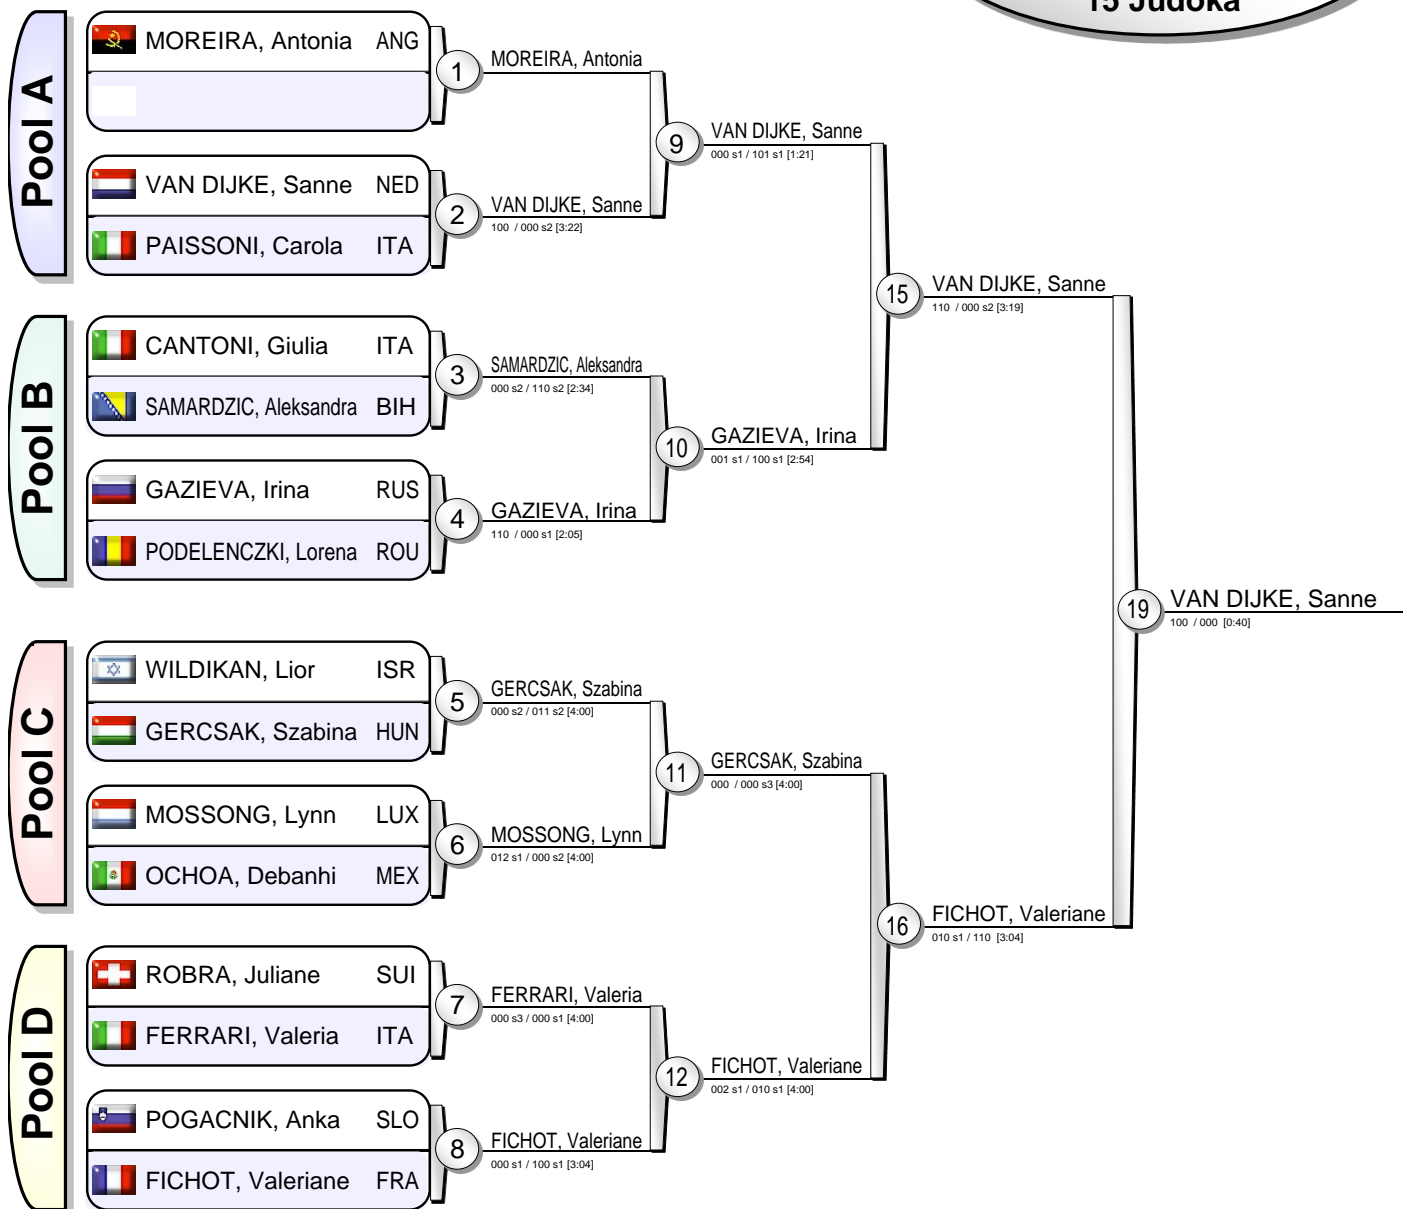 15 Judoka
Pool A
MOREIRA, Antonia ANG
VAN DIJKE, Sanne NED
PAISSONI, Carola ITA
Pool B
CANTONI, Giulia ITA
SAMARDZIC, Aleksandra BIH
GAZIEVA, Irina RUS
PODELENCZKI, Lorena ROU
Pool C
WILDIKAN, Lior ISR
GERCSAK, Szabina HUN
MOSSONG, Lynn LUX
OCHOA, Debanhi MEX
Pool D
ROBRA, Juliane SUI
FERRARI, Valeria ITA
POGACNIK, Anka SLO
FICHOT, Valeriane FRA
1
MOREIRA, Antonia
2
VAN DIJKE, Sanne
100 / 000 s2 [3:22]
3
SAMARDZIC, Aleksandra
000 s2 / 110 s2 [2:34]
4
GAZIEVA, Irina
110 / 000 s1 [2:05]
5
GERCSAK, Szabina
000 s2 / 011 s2 [4:00]
6
MOSSONG, Lynn
012 s1 / 000 s2 [4:00]
7
FERRARI, Valeria
000 s3 / 000 s1 [4:00]
8
FICHOT, Valeriane
000 s1 / 100 s1 [3:04]
9
VAN DIJKE, Sanne
000 s1 / 101 s1 [1:21]
10
GAZIEVA, Irina
001 s1 / 100 s1 [2:54]
11
GERCSAK, Szabina
000 / 000 s3 [4:00]
12
FICHOT, Valeriane
002 s1 / 010 s1 [4:00]
15
VAN DIJKE, Sanne
110 / 000 s2 [3:19]
16
FICHOT, Valeriane
010 s1 / 110 [3:04]
19
VAN DIJKE, Sanne
100 / 000 [0:40]